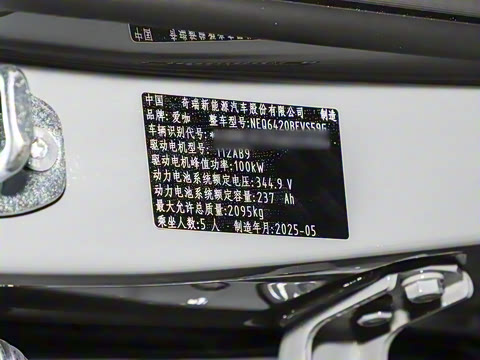 中国 奇瑞新能源汽车股份有限公司 制造
品牌：爱咖 整车型号:NEQ6420BEVS59E
车辆识别代号:*
驱动电机型号:
驱动电机峰值功率:100kW
动力电池系统额定电压:344.9 V
动力电池系统额定容量:237 Ah
最大允许总质量:2095kg
乘坐人数:5 人 制造年月:2025-05